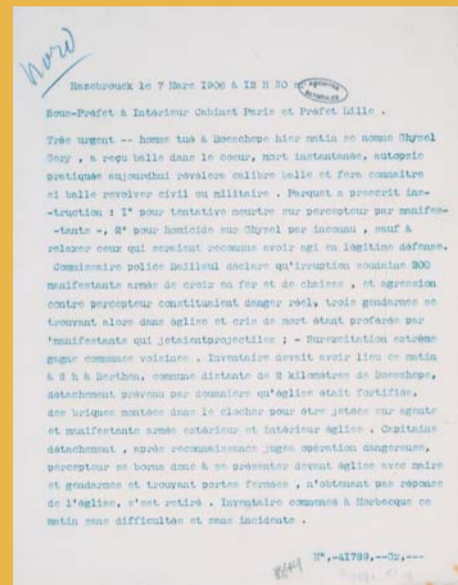 Nord
Hazebrouck le 7 Mars 1906 à 12 H 30 m
ARCHIVES NATIONALES
Sous-Préfet à Intérieur Cabinet Paris et Préfet Lille .
Très urgent -- homme tué à Boeschepe hier matin se nomme Ghysel
Géry , a reçu balle dans le coeur, mort instantanée, autopsie
pratiquée aujourdhui révèlera calibre balle et fera connaitre
si balle revolver civil ou militaire . Parquet a prescrit ins-
-truction : 1° pour tentative meurtre sur percepteur par manifes-
-tants -, 2° pour homicide sur Ghysel par inconnu , sauf à
relaxer ceux qui seraient reconnus avoir agi en légitime défense.
Commissaire police Bailleul déclare qu'irruption soudaine 200
manifestants armés de croix en fer et de chaises , et agression
contre percepteur constituaient danger réel, trois gendarmes se
trouvant alors dans église et cris de mort étant proférés par
'manifestants qui jetaientprojectiles ; - Surexcitation extrême
gagne communes voisines . Inventaire devait avoir lieu ce matin
à 6 h à Berthen, commune distante de 2 kilomètres de Boeschepe,
détachement prévenu par douaniers qu'église était fortifiée,
des briques montées dans le clocher pour être jetées sur agents
et manifestants armés extérieur et intérieur église . Capitaine
détachement , après reconnaissance jugea opération dangereuse,
percepteur se borna donc à se présenter devant église avec maire
et gendarmes et trouvant portes fermées , n'obtenant pas réponse
de l'église, s'est retiré . Inventaire commencé à Morbecque ce
matin sans difficultés et sans incidents .
N°,-41789,--Gx,---